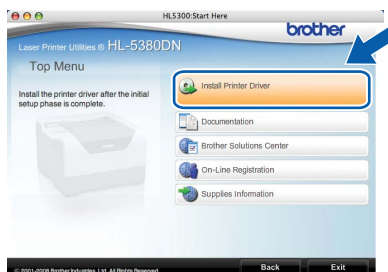 HL5300:Start Here
brother
Laser Printer Utilities ® HL-5380DN
Top Menu
Install the printer driver after the initial
setup phase is complete.
Install Printer Driver
Documentation
Brother Solutions Center
On-Line Registration
Supplies Information
© 2001-2008 Brother Industries, Ltd. All Rights Reserved.
Back
Exit